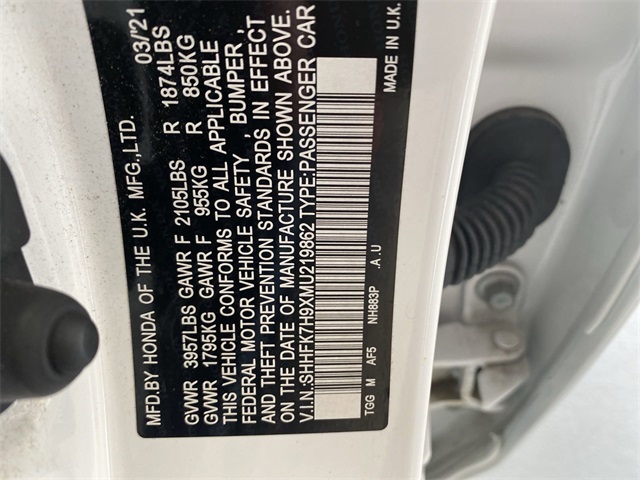 MFD.BY HONDA OF THE U.K. MFG.,LTD. 03/'21
GVWR 3957LBS GAWR F 2105LBS R 1874LBS
GVWR 1795KG GAWR F 955KG R 850KG
THIS VEHICLE CONFORMS TO ALL APPLICABLE
FEDERAL MOTOR VEHICLE SAFETY , BUMPER ,
AND THEFT PREVENTION STANDARDS IN EFFECT
ON THE DATE OF MANUFACTURE SHOWN ABOVE.
V.I.N.:SHHFK7H9XMU219862 TYPE:PASSENGER CAR
TGG M AF5 NH883P .A .U MADE IN U.K.